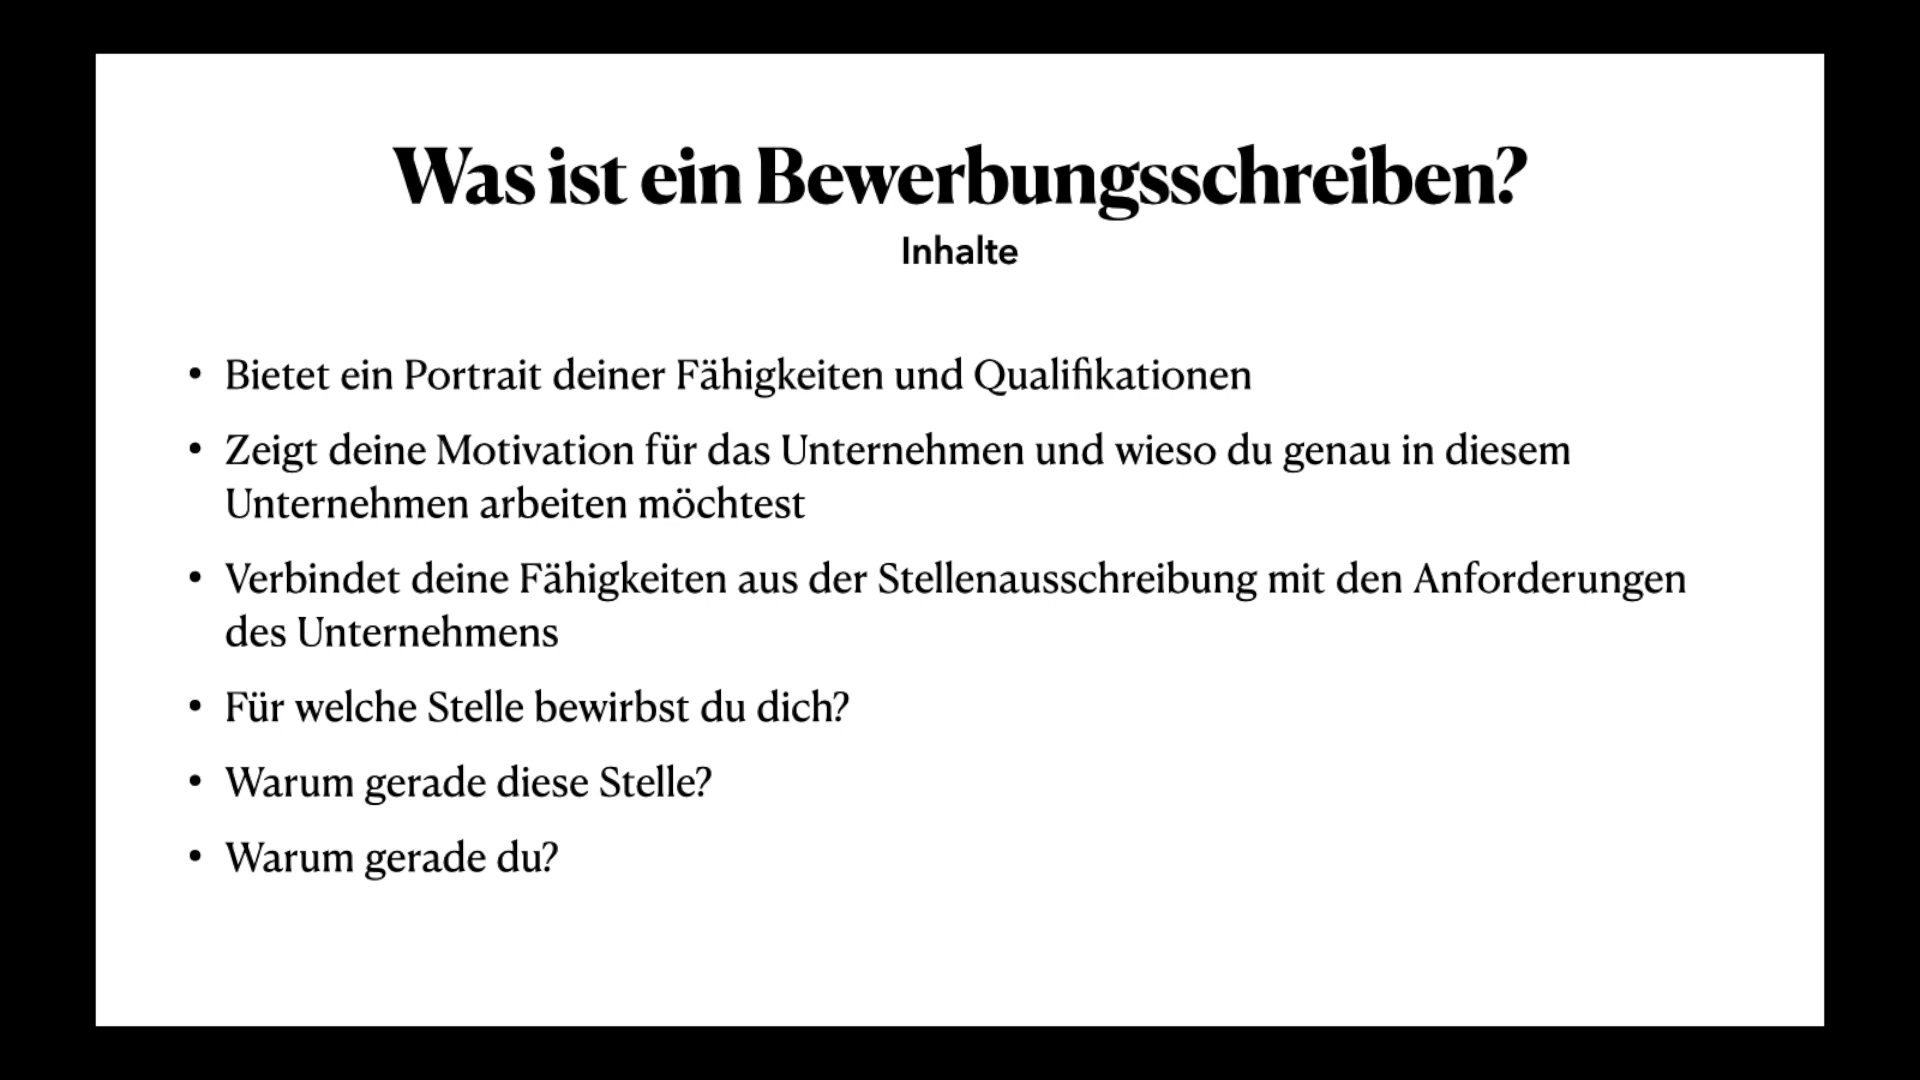 Was ist ein Bewerbungsschreiben?
Inhalte
• Bietet ein Portrait deiner Fähigkeiten und Qualifikationen
• Zeigt deine Motivation für das Unternehmen und wieso du genau in diesem
Unternehmen arbeiten möchtest
• Verbindet deine Fähigkeiten aus der Stellenausschreibung mit den Anforderungen
des Unternehmens
• Für welche Stelle bewirbst du dich?
• Warum gerade diese Stelle?
• Warum gerade du?